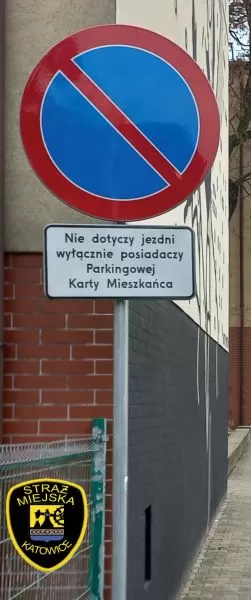 Nie dotyczy jezdni
wyłącznie posiadaczy
Parkingowej
Karty Mieszkańca
STRAŻ
MIEJSKA
KATOWICE